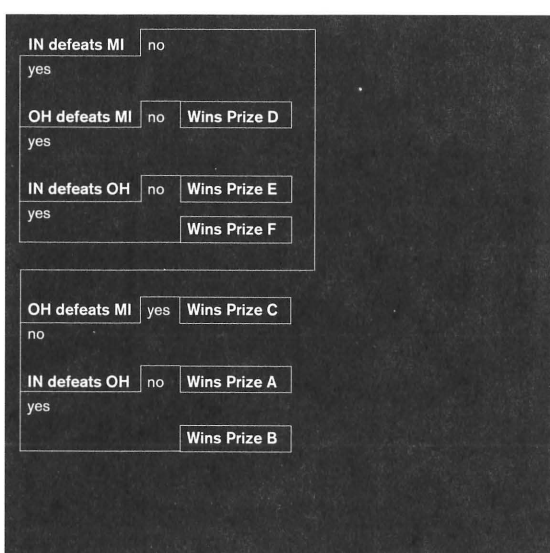 IN defeats MI no
yes
OH defeats MI no Wins Prize D
yes
IN defeats OH no Wins Prize E
yes
Wins Prize F
OH defeats MI yes Wins Prize C
no
IN defeats OH no Wins Prize A
yes
Wins Prize B